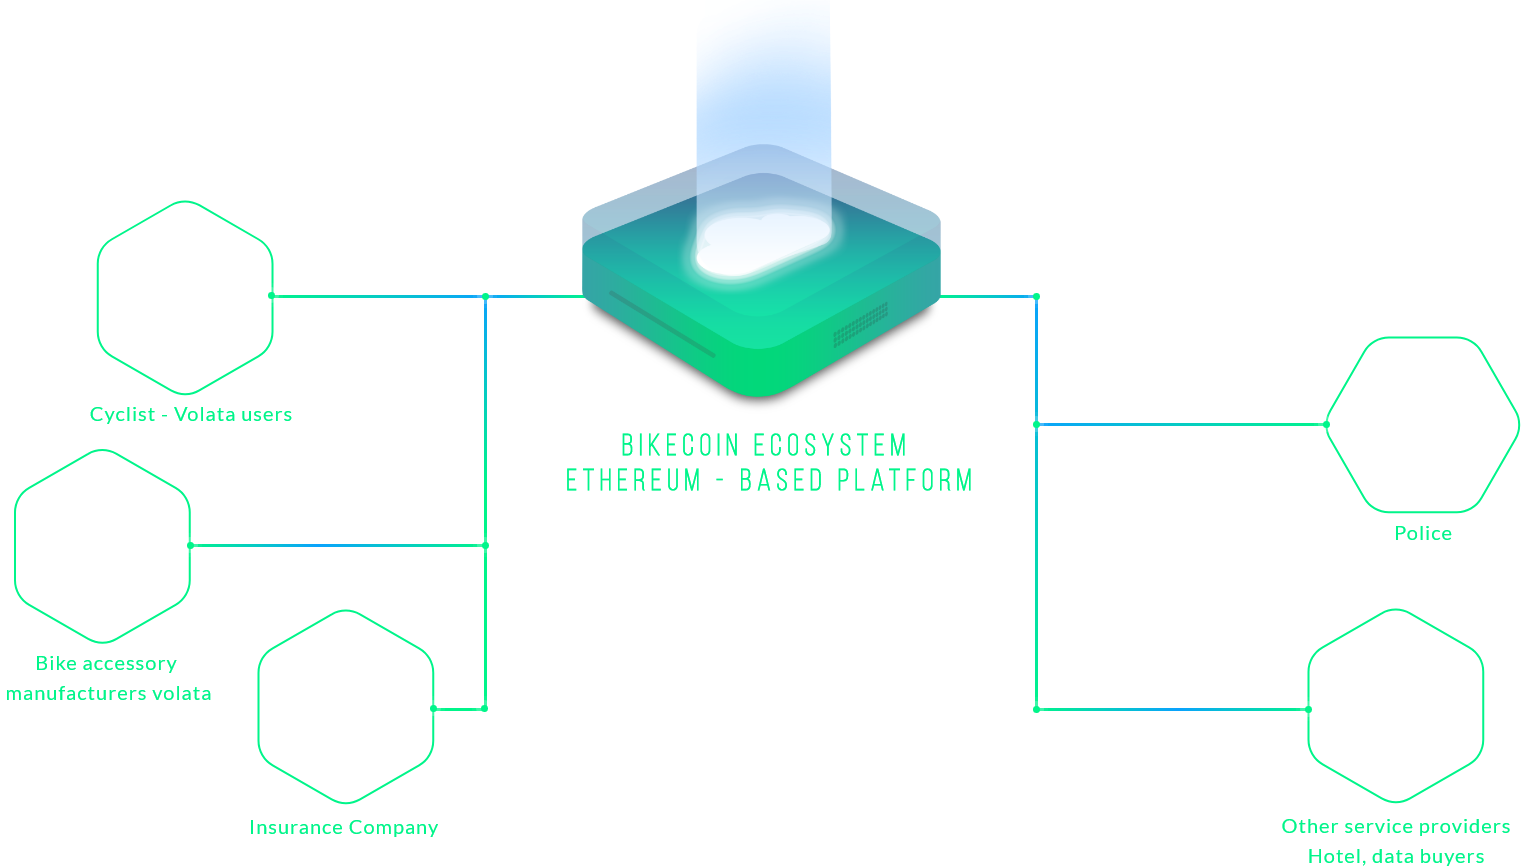 Cyclist - Volata users
BIKECOIN ECOSYSTEM
ETHEREUM - BASED PLATFORM
Police
Bike accessory
manufacturers volata
Insurance Company
Other service providers
Hotel, data buyers